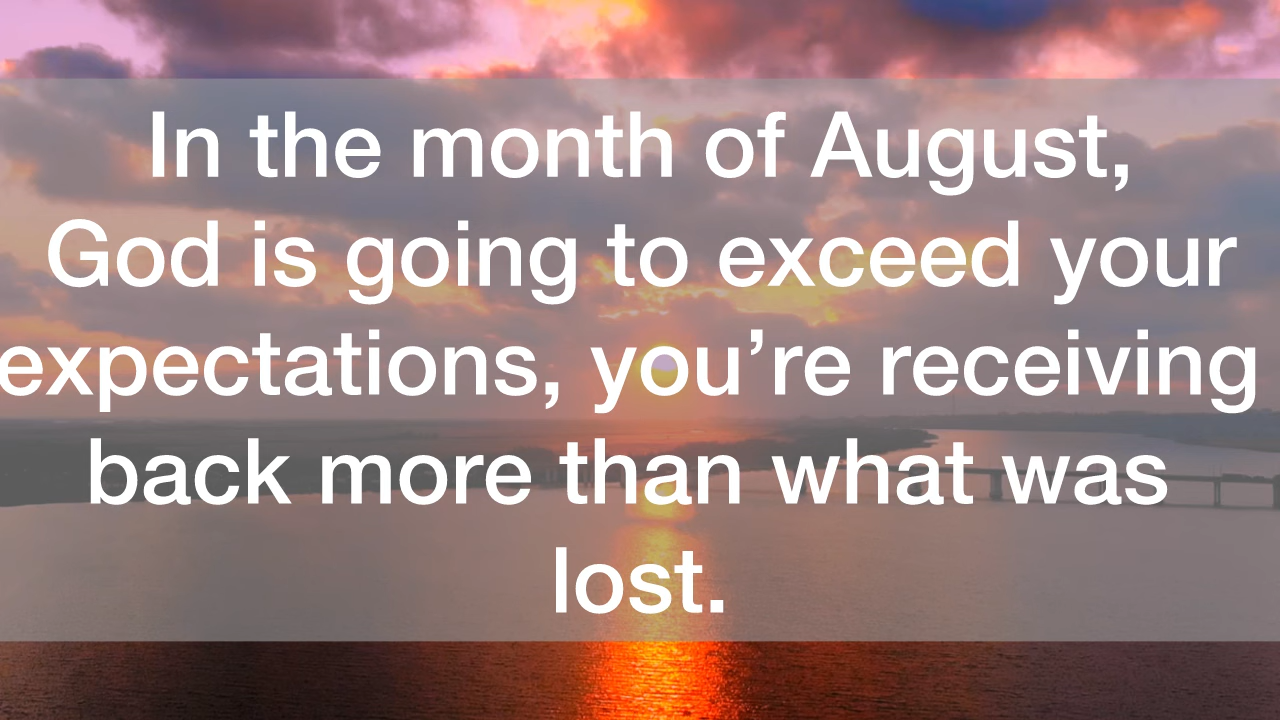 In the month of August,
God is going to exceed your
expectations, you’re receiving
back more than what was
lost.